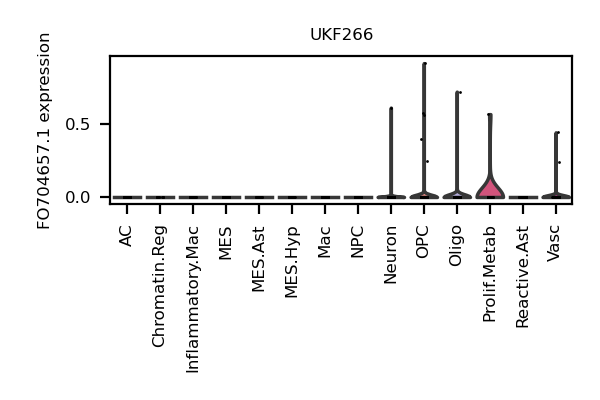 UKF266
FO704657.1 expression
0.5
0.0
AC
Chromatin.Reg
Inflammatory.Mac
MES
MES.Ast
MES.Hyp
Mac
NPC
Neuron
OPC
Oligo
Prolif.Metab
Reactive.Ast
Vasc